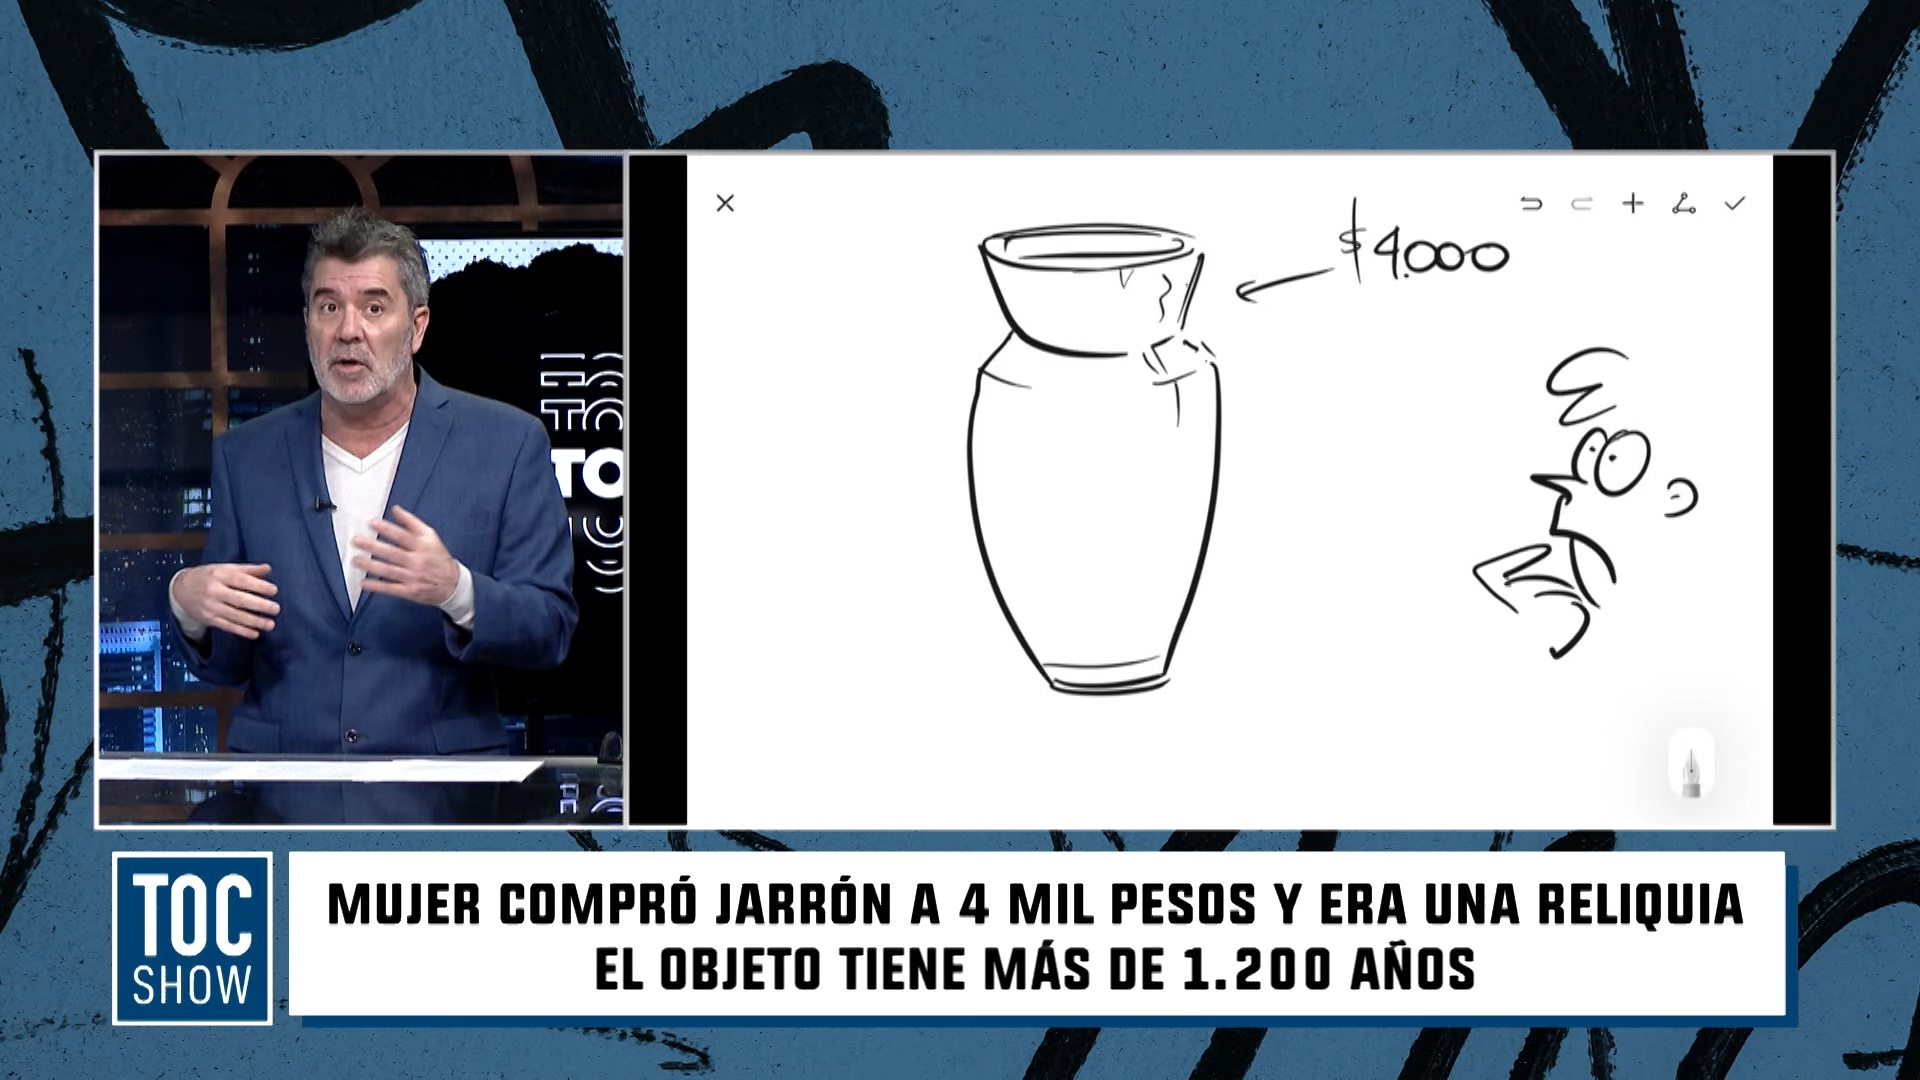 $4.000
TO
TOC
SHOW
MUJER COMPRÓ JARRÓN A 4 MIL PESOS Y ERA UNA RELIQUIA
EL OBJETO TIENE MÁS DE 1.200 AÑOS